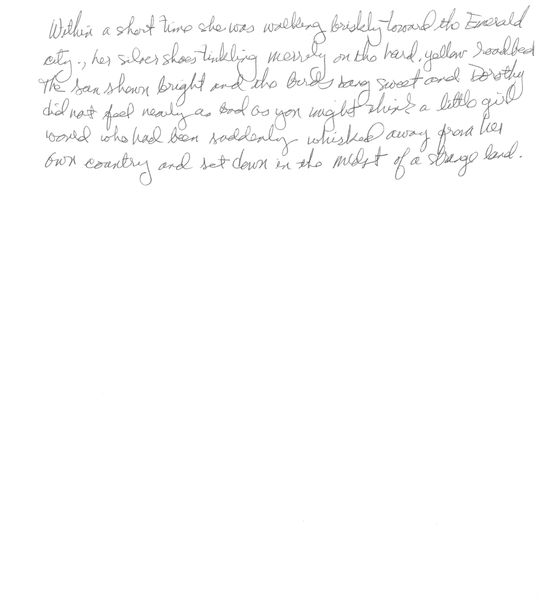 Within a short time she was walking briskly toward the Emerald
city., her silver shoes tinkling merrily on the hard, yellow roadbed
The sun shown bright and the birds sang sweet and Dorothy
did not feel nearly as bad as you might think a little girl
would who had been suddenly whisked away from her
own country and set down in the midst of a strange land.